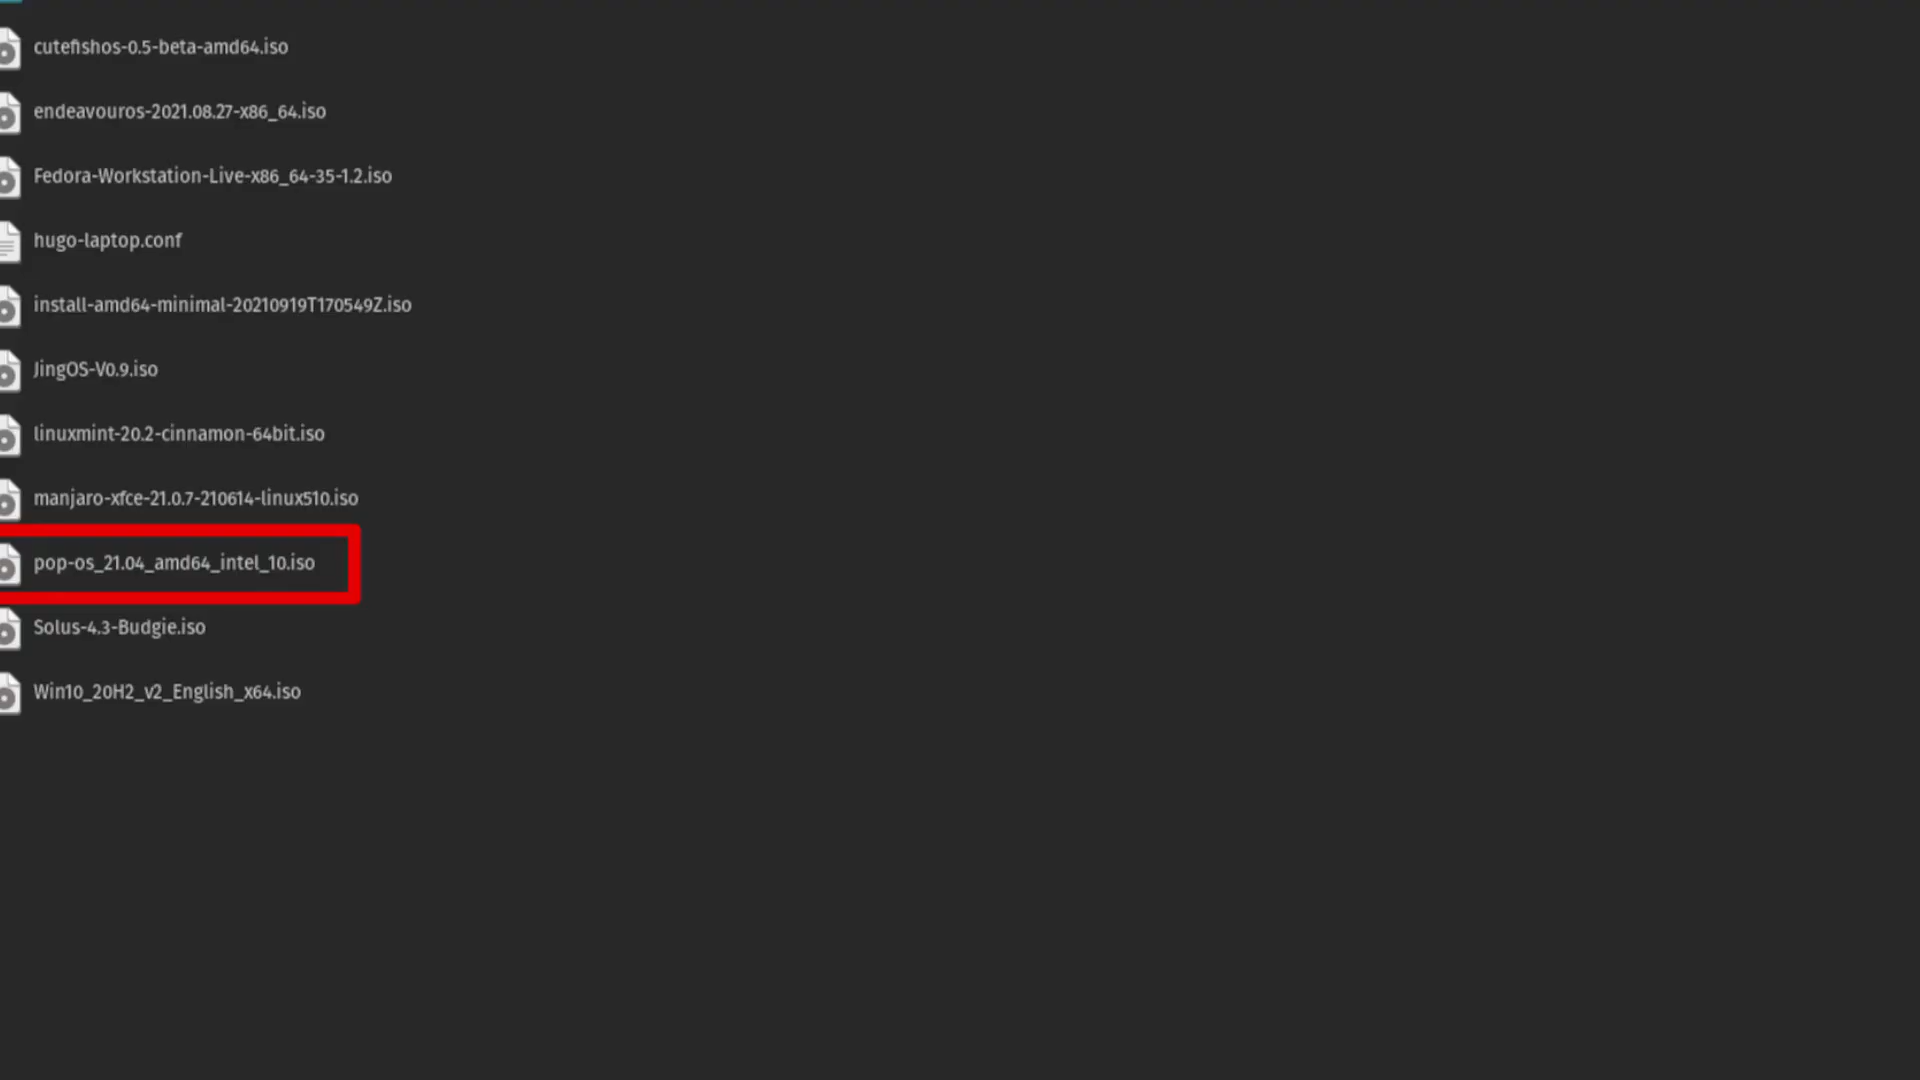 cutefishos-0.5-beta-amd64.iso
endeavouros-2021.08.27-x86_64.iso
Fedora-Workstation-Live-x86_64-35-1.2.iso
hugo-laptop.conf
install-amd64-minimal-20210919T170549Z.iso
JingOS-V0.9.iso
linuxmint-20.2-cinnamon-64bit.iso
manjaro-xfce-21.0.7-210614-linux510.iso
pop-os_21.04_amd64_intel_10.iso
Solus-4.3-Budgie.iso
Win10_20H2_v2_English_x64.iso